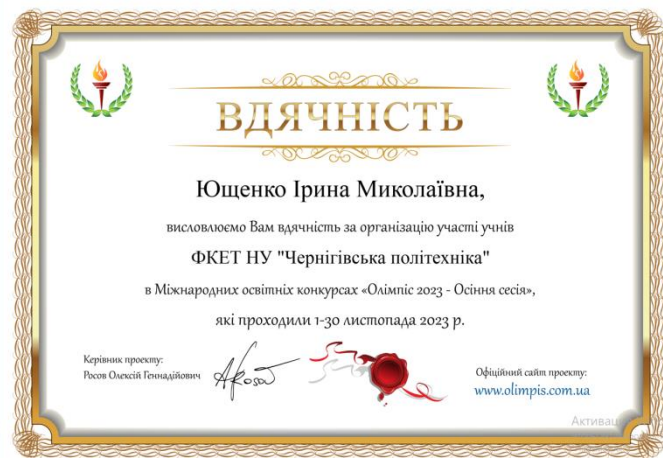 ВДЯЧНІСТЬ
Ющенко Ірина Миколаївна,
висловлюємо Вам вдячність за організацію участі учнів
ФКЕТ НУ "Чернігівська політехніка"
в Міжнародних освітніх конкурсах «Олімпіс 2023 - Осіння сесія»,
які проходили 1-30 листопада 2023 р.
Керівник проекту:
Росов Олексій Геннадійович
Офіційний сайт проекту:
www.olimpis.com.ua